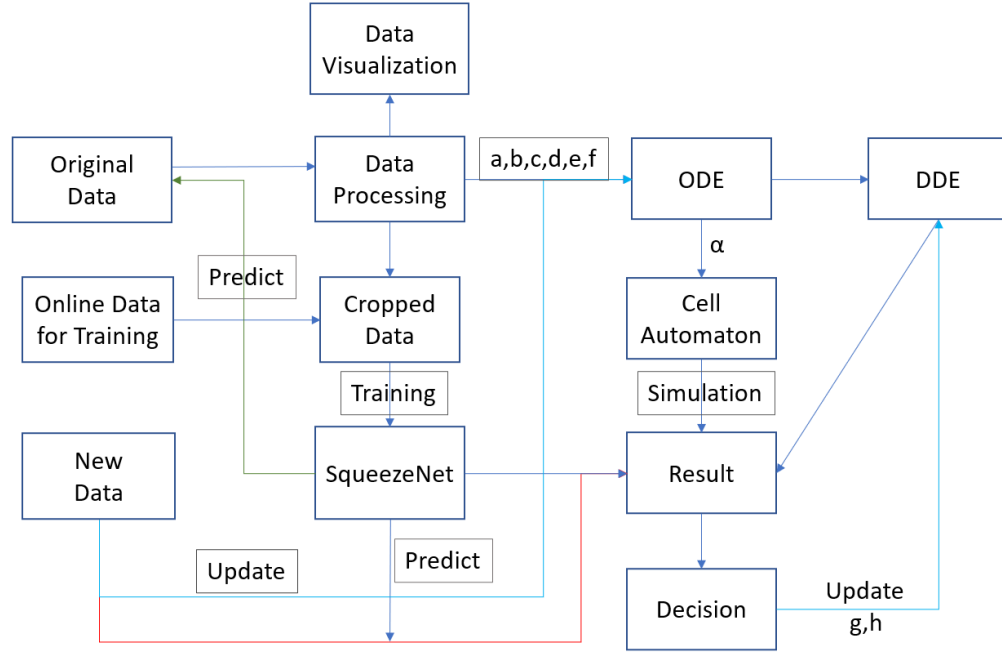 Data
Visualization
Original
Data
Data
Processing
a,b,c,d,e,f
ODE
DDE
α
Predict
Online Data
for Training
Cropped
Data
Cell
Automaton
Training
Simulation
New
Data
SqueezeNet
Result
Update
Predict
Decision
Update
g,h